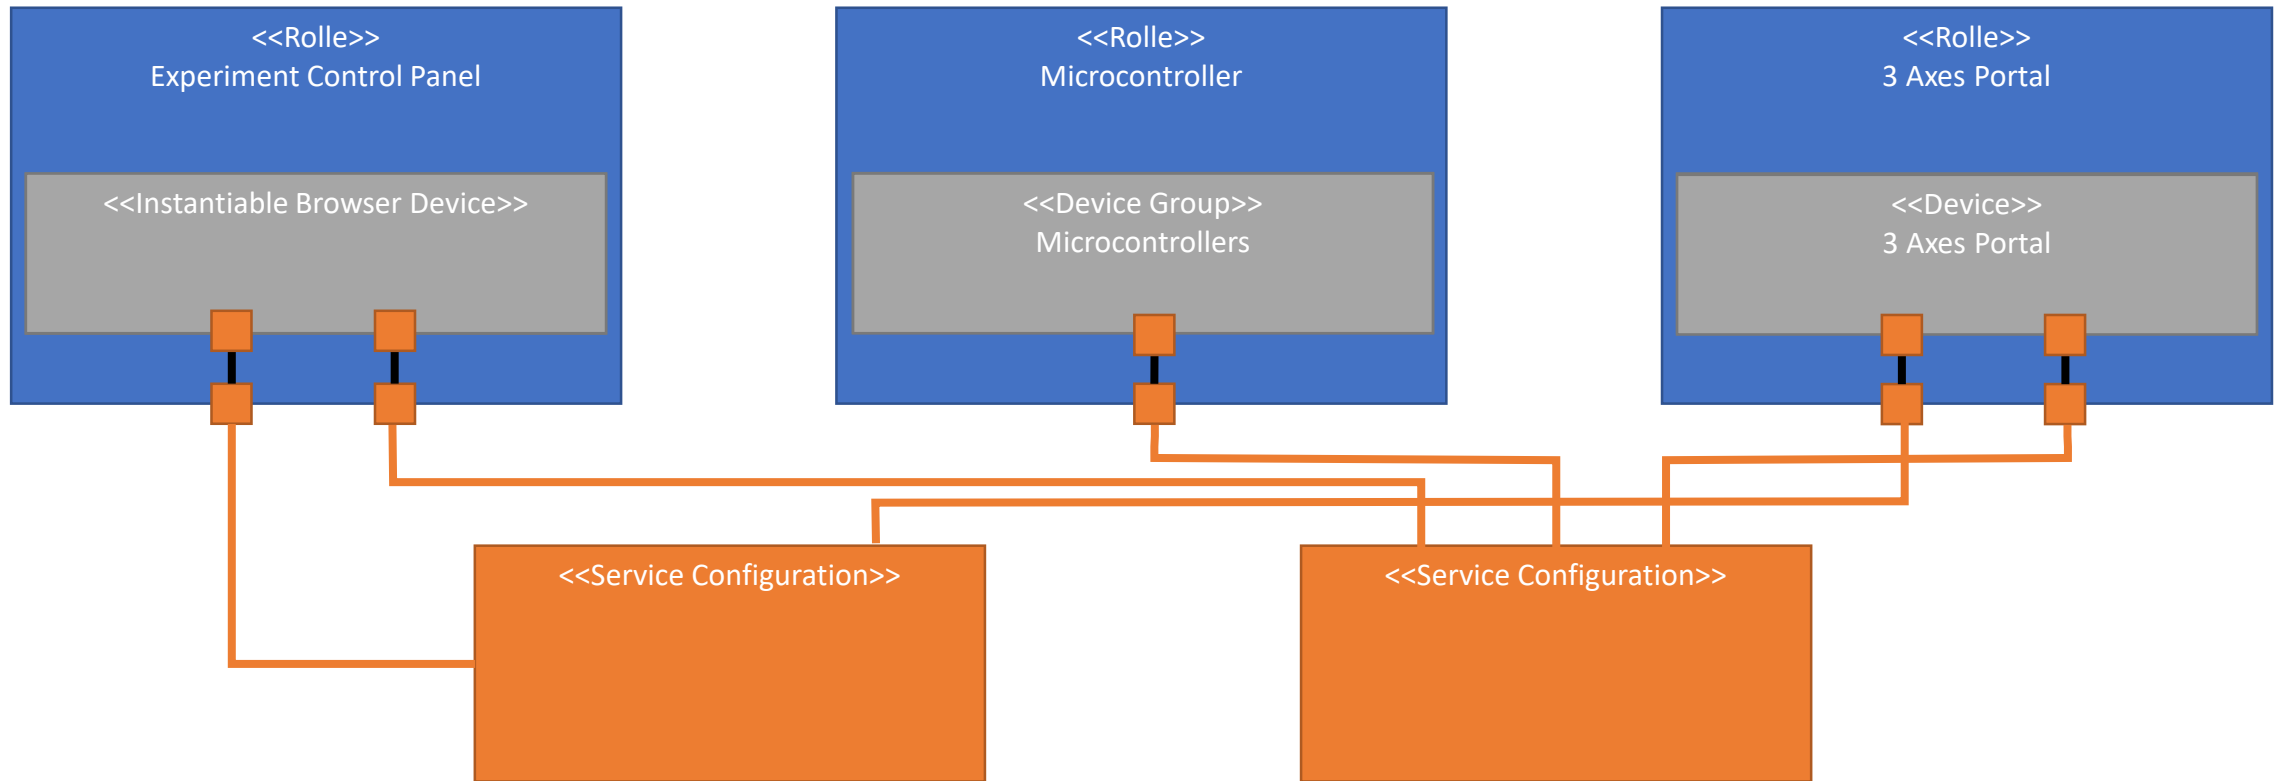 <<Rolle>>
Experiment Control Panel
<<Instantiable Browser Device>>
<<Rolle>>
Microcontroller
<<Device Group>>
Microcontrollers
<<Rolle>>
3 Axes Portal
<<Device>>
3 Axes Portal
<<Service Configuration>>
<<Service Configuration>>